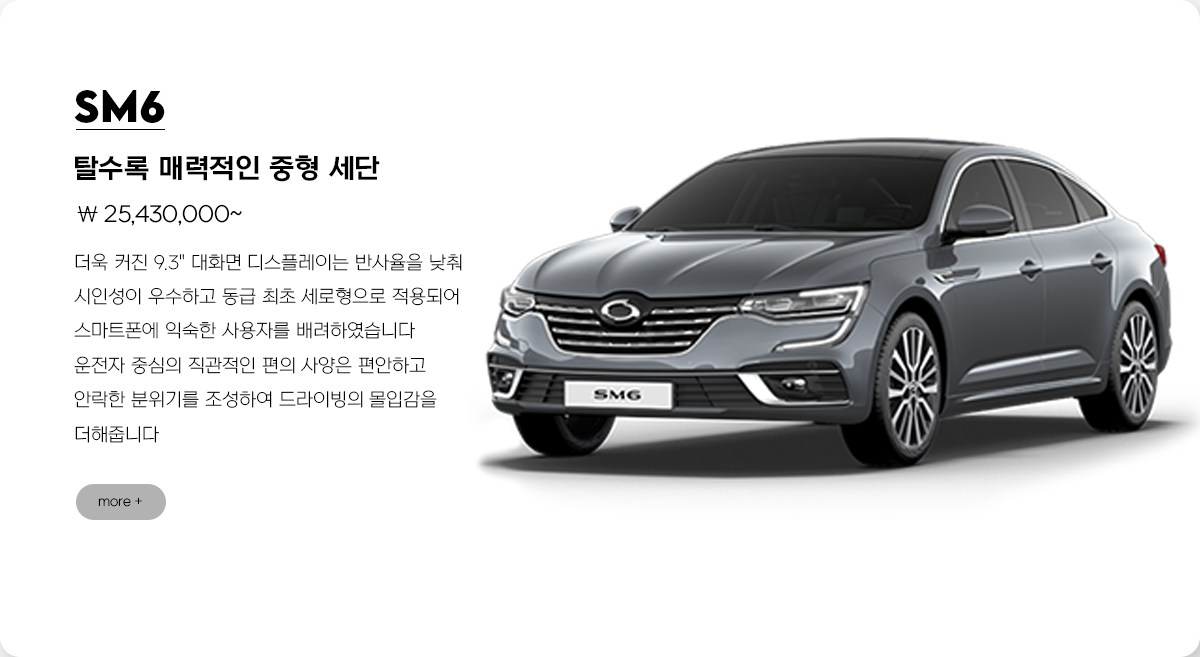 SM6
탈수록 매력적인 중형 세단
₩ 25,430,000~
더욱 커진 9.3" 대화면 디스플레이는 반사율을 낮춰
시인성이 우수하고 동급 최초 세로형으로 적용되어
스마트폰에 익숙한 사용자를 배려하였습니다
운전자 중심의 직관적인 편의 사양은 편안하고
안락한 분위기를 조성하여 드라이빙의 몰입감을
더해줍니다
more +
SM6